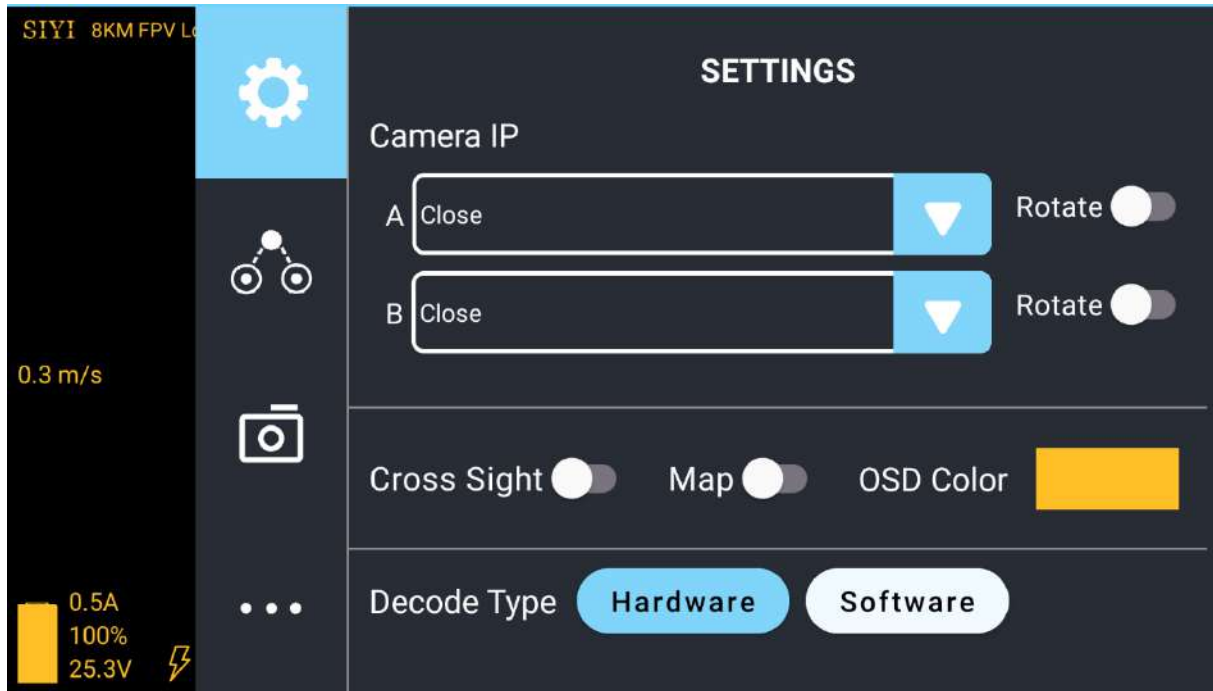 SIYI 8KM FPV
SETTINGS
Camera IP
A Close Rotate
B Close Rotate
0.3 m/s
Cross Sight Map OSD Color
Decode Type Hardware Software
0.5A
100%
25.3V